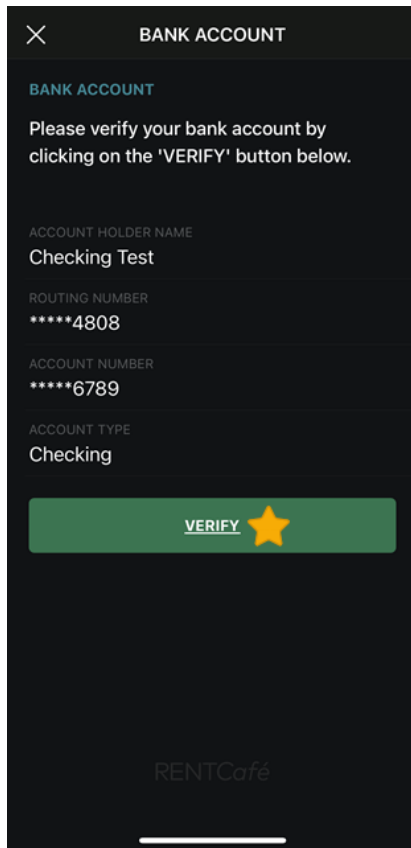 BANK ACCOUNT
BANK ACCOUNT
Please verify your bank account by
clicking on the 'VERIFY' button below.
ACCOUNT HOLDER NAME
Checking Test
ROUTING NUMBER
*****4808
ACCOUNT NUMBER
*****6789
ACCOUNT TYPE
Checking
VERIFY
RENTCafé